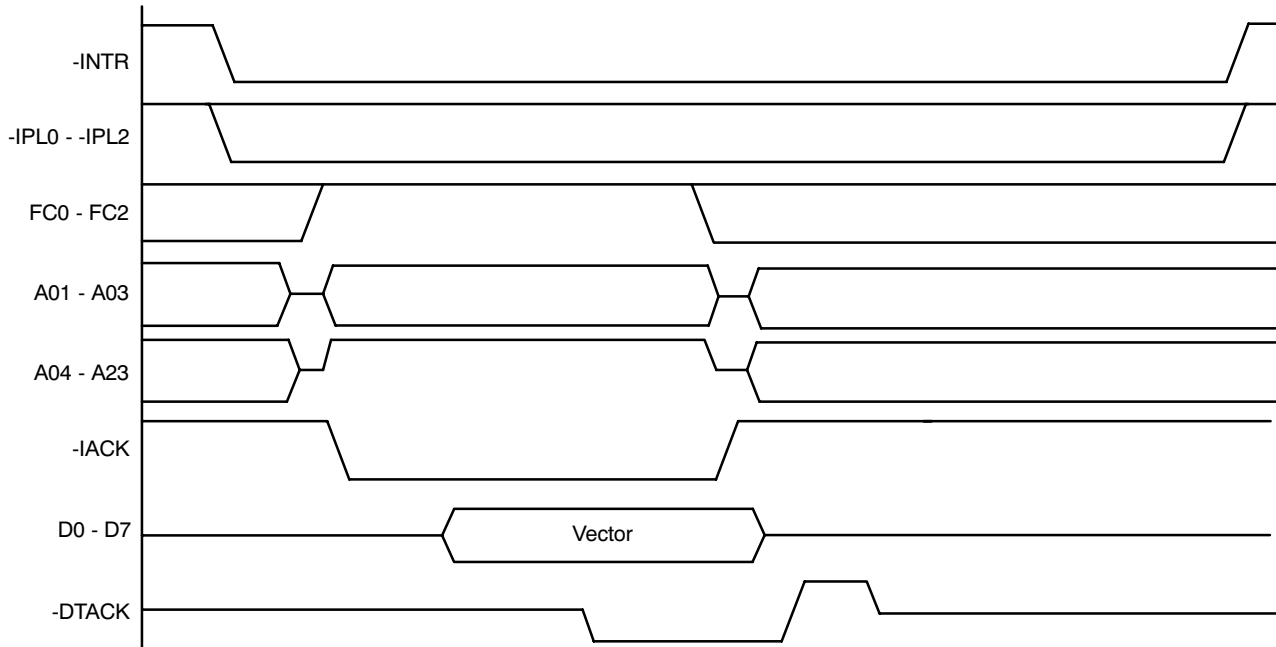 -INTR
-IPL0 - -IPL2
FC0 - FC2
A01 - A03
A04 - A23
-IACK
D0 - D7
Vector
-DTACK